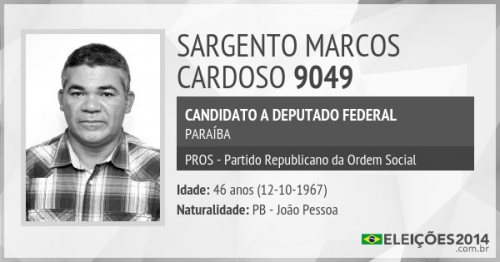 SARGENTO MARCOS
CARDOSO 9049
CANDIDATO A DEPUTADO FEDERAL
PARAÍBA
PROS - Partido Republicano da Ordem Social
Idade: 46 anos (12-10-1967)
Naturalidade: PB - João Pessoa
ELEIÇÕES2014
.com.br